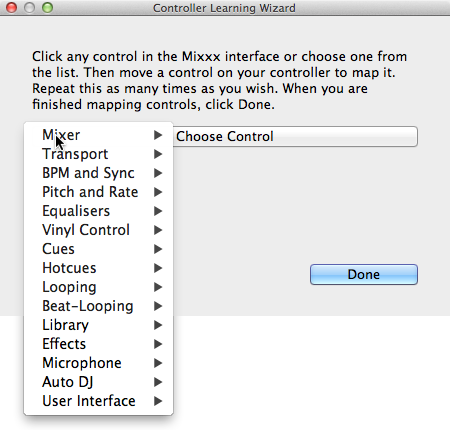 Controller Learning Wizard
Click any control in the Mixxx interface or choose one from
the list. Then move a control on your controller to map it.
Repeat this as many times as you wish. When you are
finished mapping controls, click Done.
Choose Control
Mixer
Transport
BPM and Sync
Pitch and Rate
Equalisers
Vinyl Control
Cues
Hotcues
Looping
Beat-Looping
Library
Effects
Microphone
Auto DJ
User Interface
Done